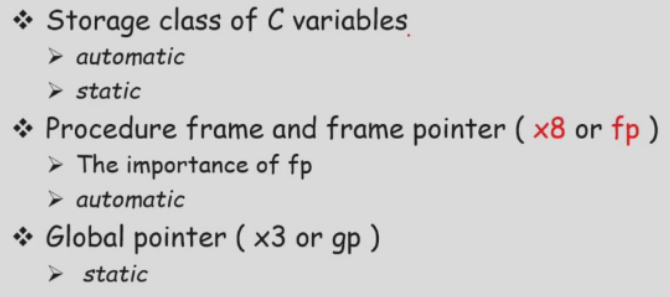 ❖ Storage class of C variables
➢ automatic
➢ static
❖ Procedure frame and frame pointer ( x8 or fp )
➢ The importance of fp
➢ automatic
❖ Global pointer ( x3 or gp )
➢ static